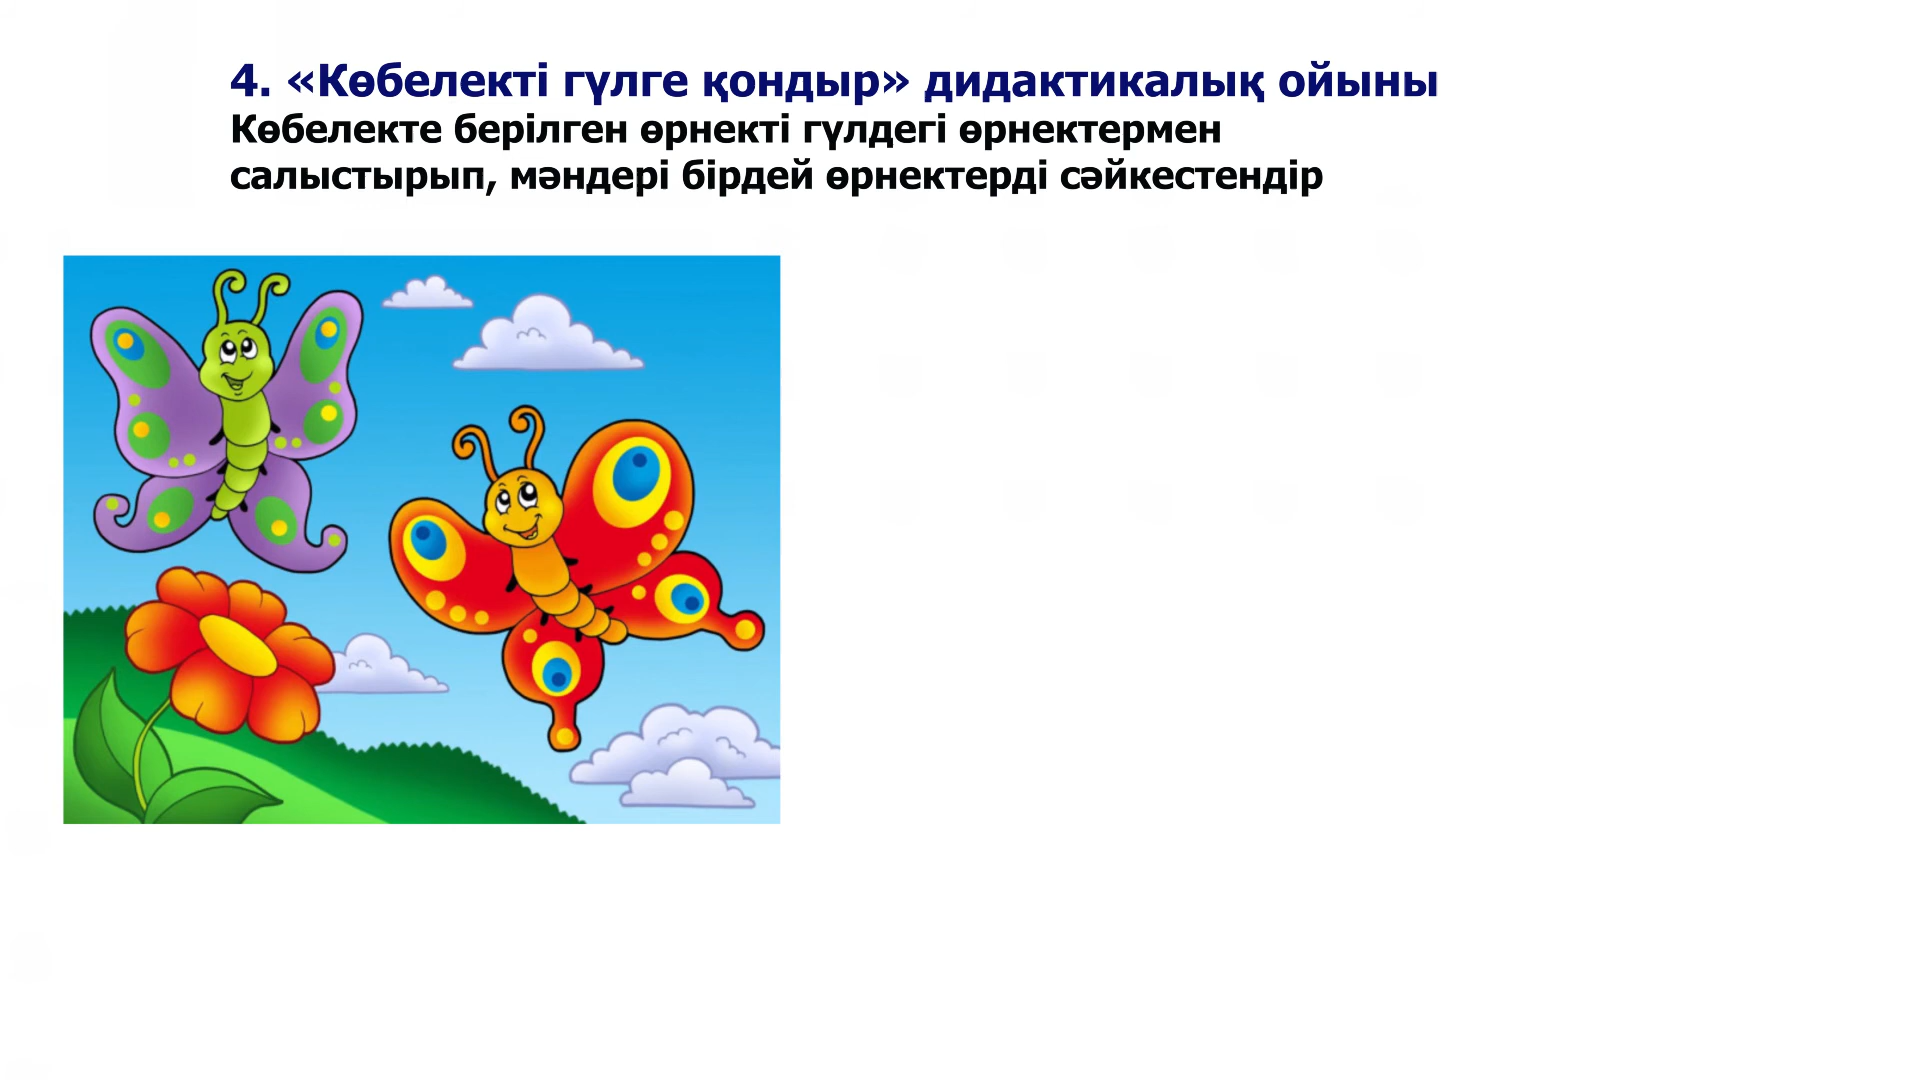 4. «Көбелекті гүлге қондыр» дидактикалық ойыны
Көбелекте берілген өрнекті гүлдегі өрнектермен
салыстырып, мәндері бірдей өрнектерді сәйкестендір